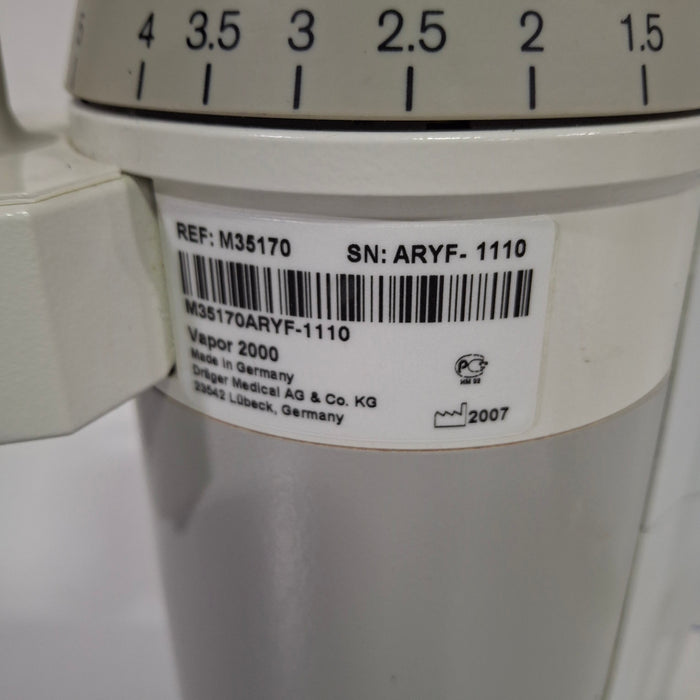 4 3.5 3 2.5 2 1.5
REF: M35170 SN: ARYF- 1110
M35170ARYF-1110
Vapor 2000
Made in Germany
Dräger Medical AG & Co. KG
23542 Lübeck, Germany
2007